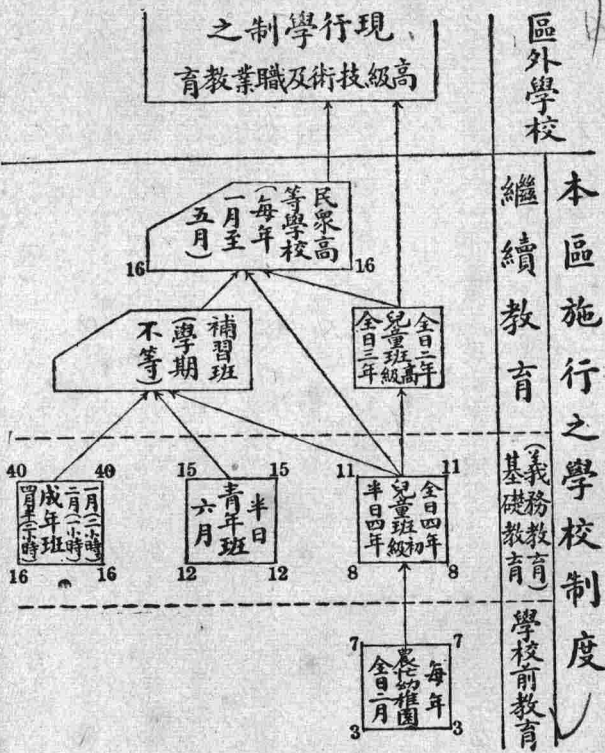 區外學校
本區施行之學校制度
繼續教育
基礎教育
(義務教育)
學校前教育
現行學制之
高級技術及職業教育
民衆高
等學校
(每年
一月至
五月)
16
16
補習班
(學期
不等)
全日二年
兒童班高級
全日三年
40
40
一月(二小時)
二月(一小時)
成年班
16
16
15
15
半日
青年班
六月
12
12
11
11
全日四年
兒童班初級
半日四年
8
8
7
7
每年
農忙幼稚園
全日二月
3
3